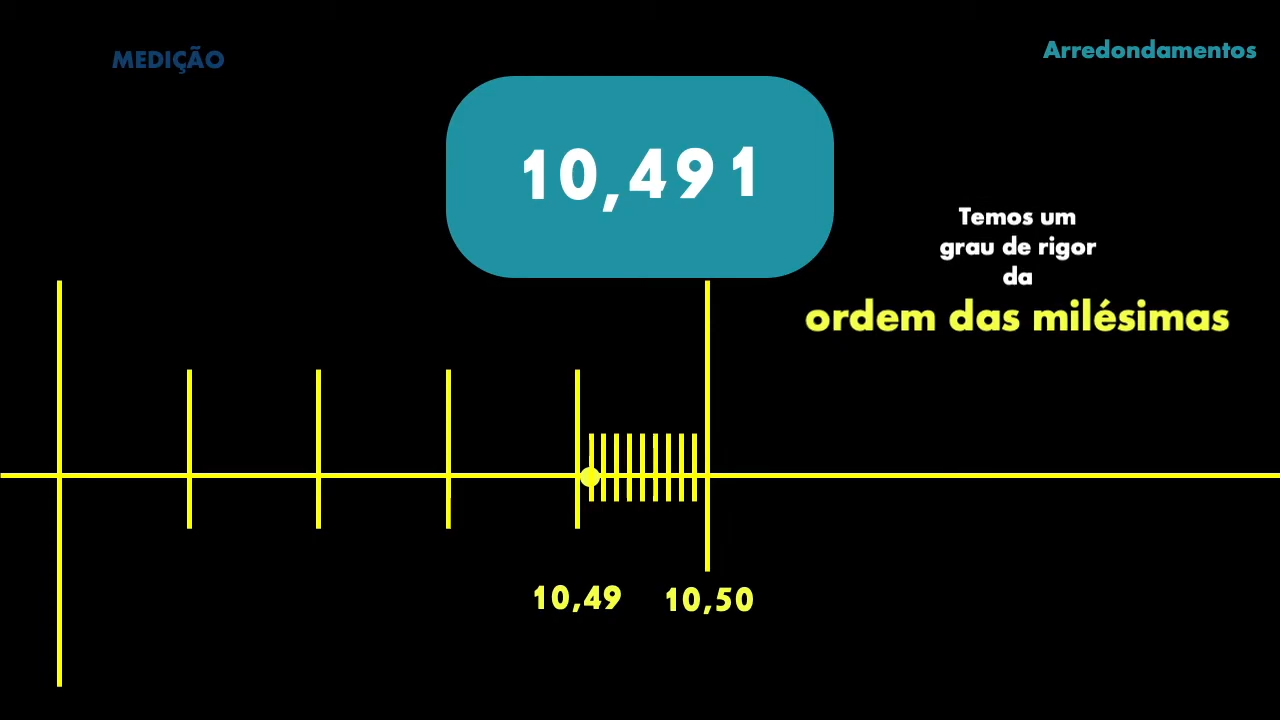 MEDIÇÃO
Arredondamentos
10,491
Temos um
grau de rigor
da
ordem das milésimas
10,49
10,50